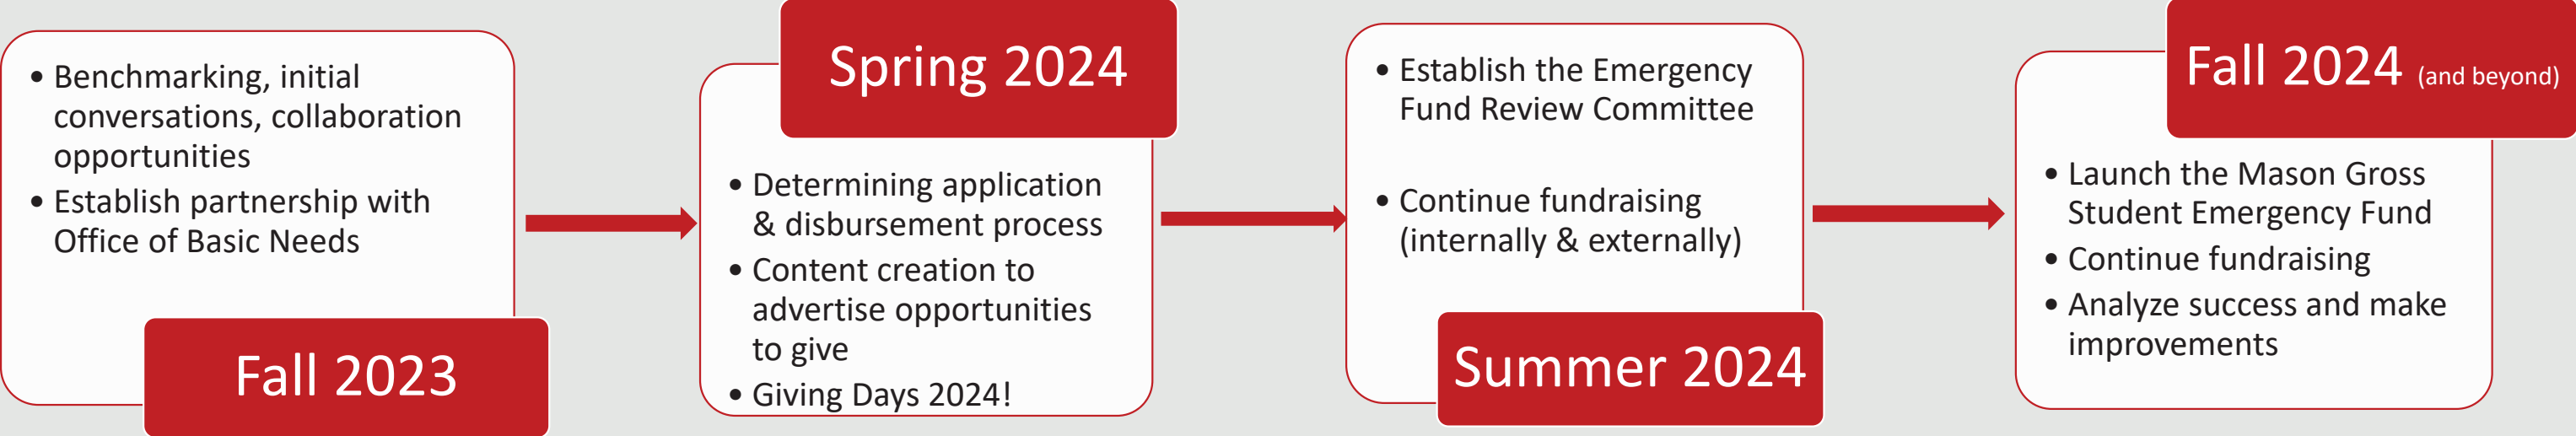 • Benchmarking, initial
conversations, collaboration
opportunities
• Establish partnership with
Office of Basic Needs
Fall 2023
Spring 2024
• Determining application
& disbursement process
• Content creation to
advertise opportunities
to give
• Giving Days 2024!
• Establish the Emergency
Fund Review Committee
• Continue fundraising
(internally & externally)
Summer 2024
Fall 2024 (and beyond)
• Launch the Mason Gross
Student Emergency Fund
• Continue fundraising
• Analyze success and make
improvements